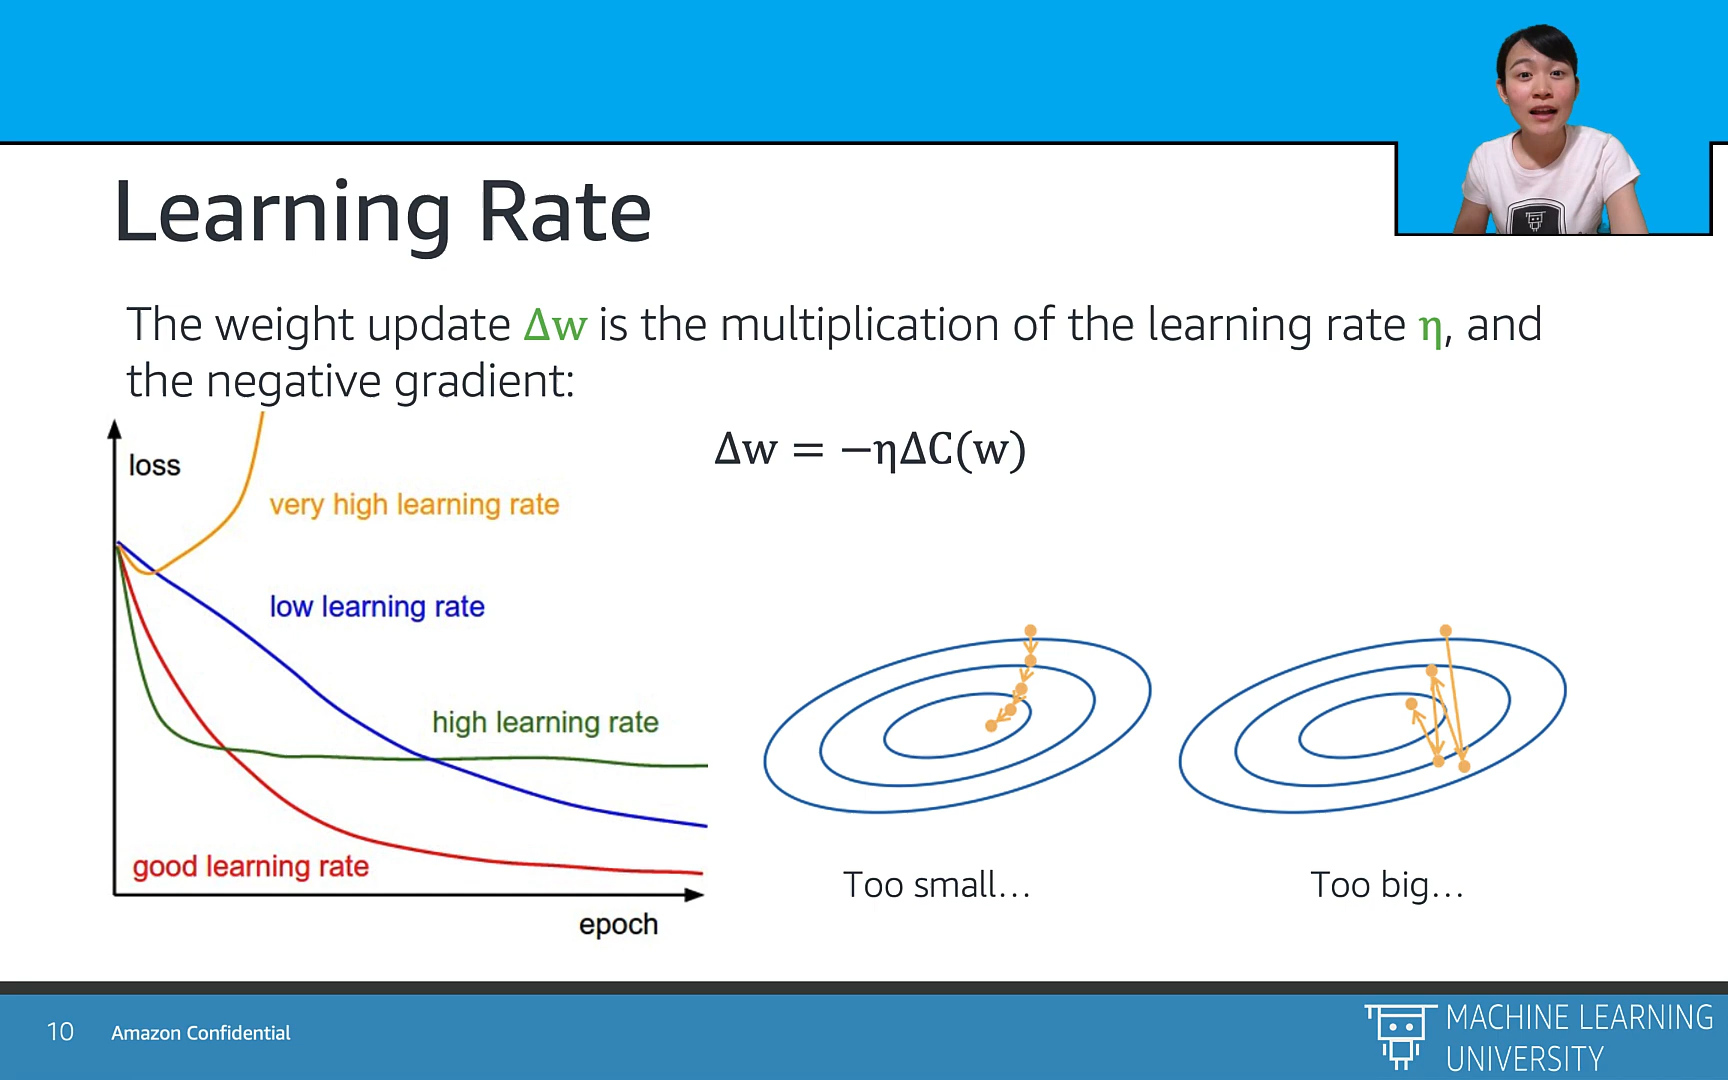 Learning Rate
The weight update Δw is the multiplication of the learning rate η, and
the negative gradient:
Δw = −ηΔC(w)
loss
very high learning rate
low learning rate
high learning rate
good learning rate
epoch
Too small…
Too big…
10 Amazon Confidential
MACHINE LEARNING
UNIVERSITY